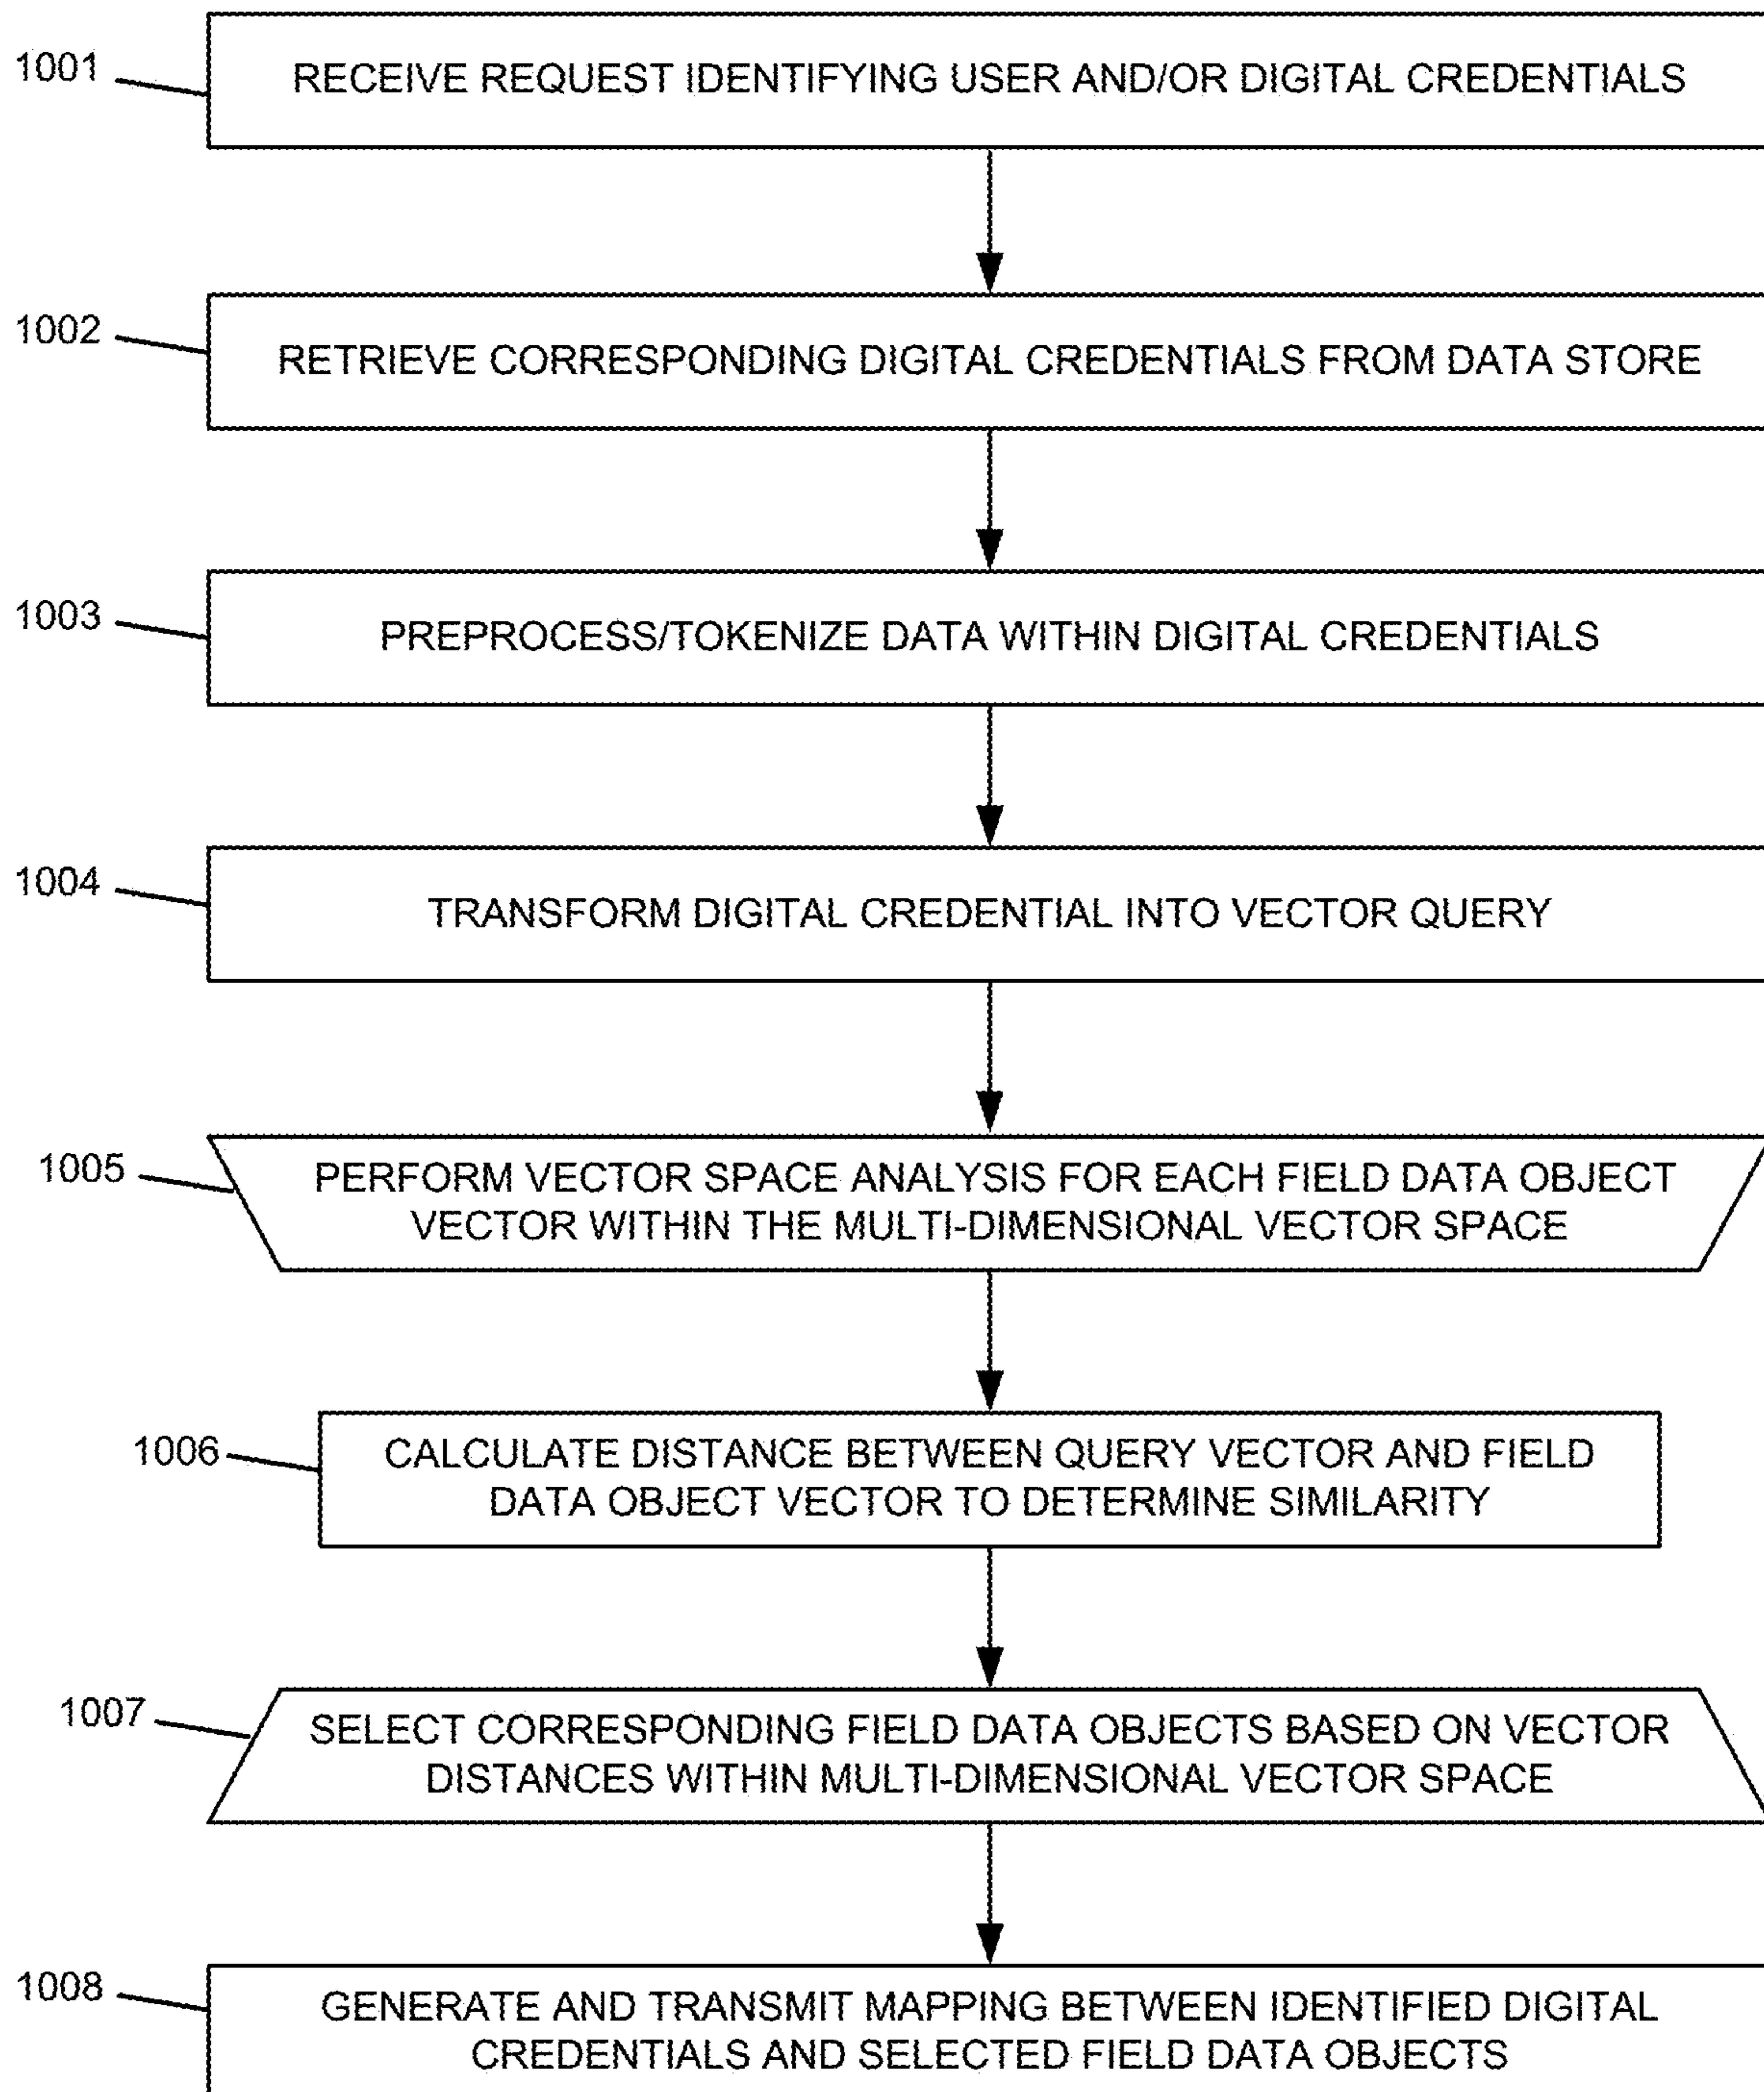 1001
RECEIVE REQUEST IDENTIFYING USER AND/OR DIGITAL CREDENTIALS
1002
RETRIEVE CORRESPONDING DIGITAL CREDENTIALS FROM DATA STORE
1003
PREPROCESS/TOKENIZE DATA WITHIN DIGITAL CREDENTIALS
1004
TRANSFORM DIGITAL CREDENTIAL INTO VECTOR QUERY
1005
PERFORM VECTOR SPACE ANALYSIS FOR EACH FIELD DATA OBJECT
VECTOR WITHIN THE MULTI-DIMENSIONAL VECTOR SPACE
1006
CALCULATE DISTANCE BETWEEN QUERY VECTOR AND FIELD
DATA OBJECT VECTOR TO DETERMINE SIMILARITY
1007
SELECT CORRESPONDING FIELD DATA OBJECTS BASED ON VECTOR
DISTANCES WITHIN MULTI-DIMENSIONAL VECTOR SPACE
1008
GENERATE AND TRANSMIT MAPPING BETWEEN IDENTIFIED DIGITAL
CREDENTIALS AND SELECTED FIELD DATA OBJECTS